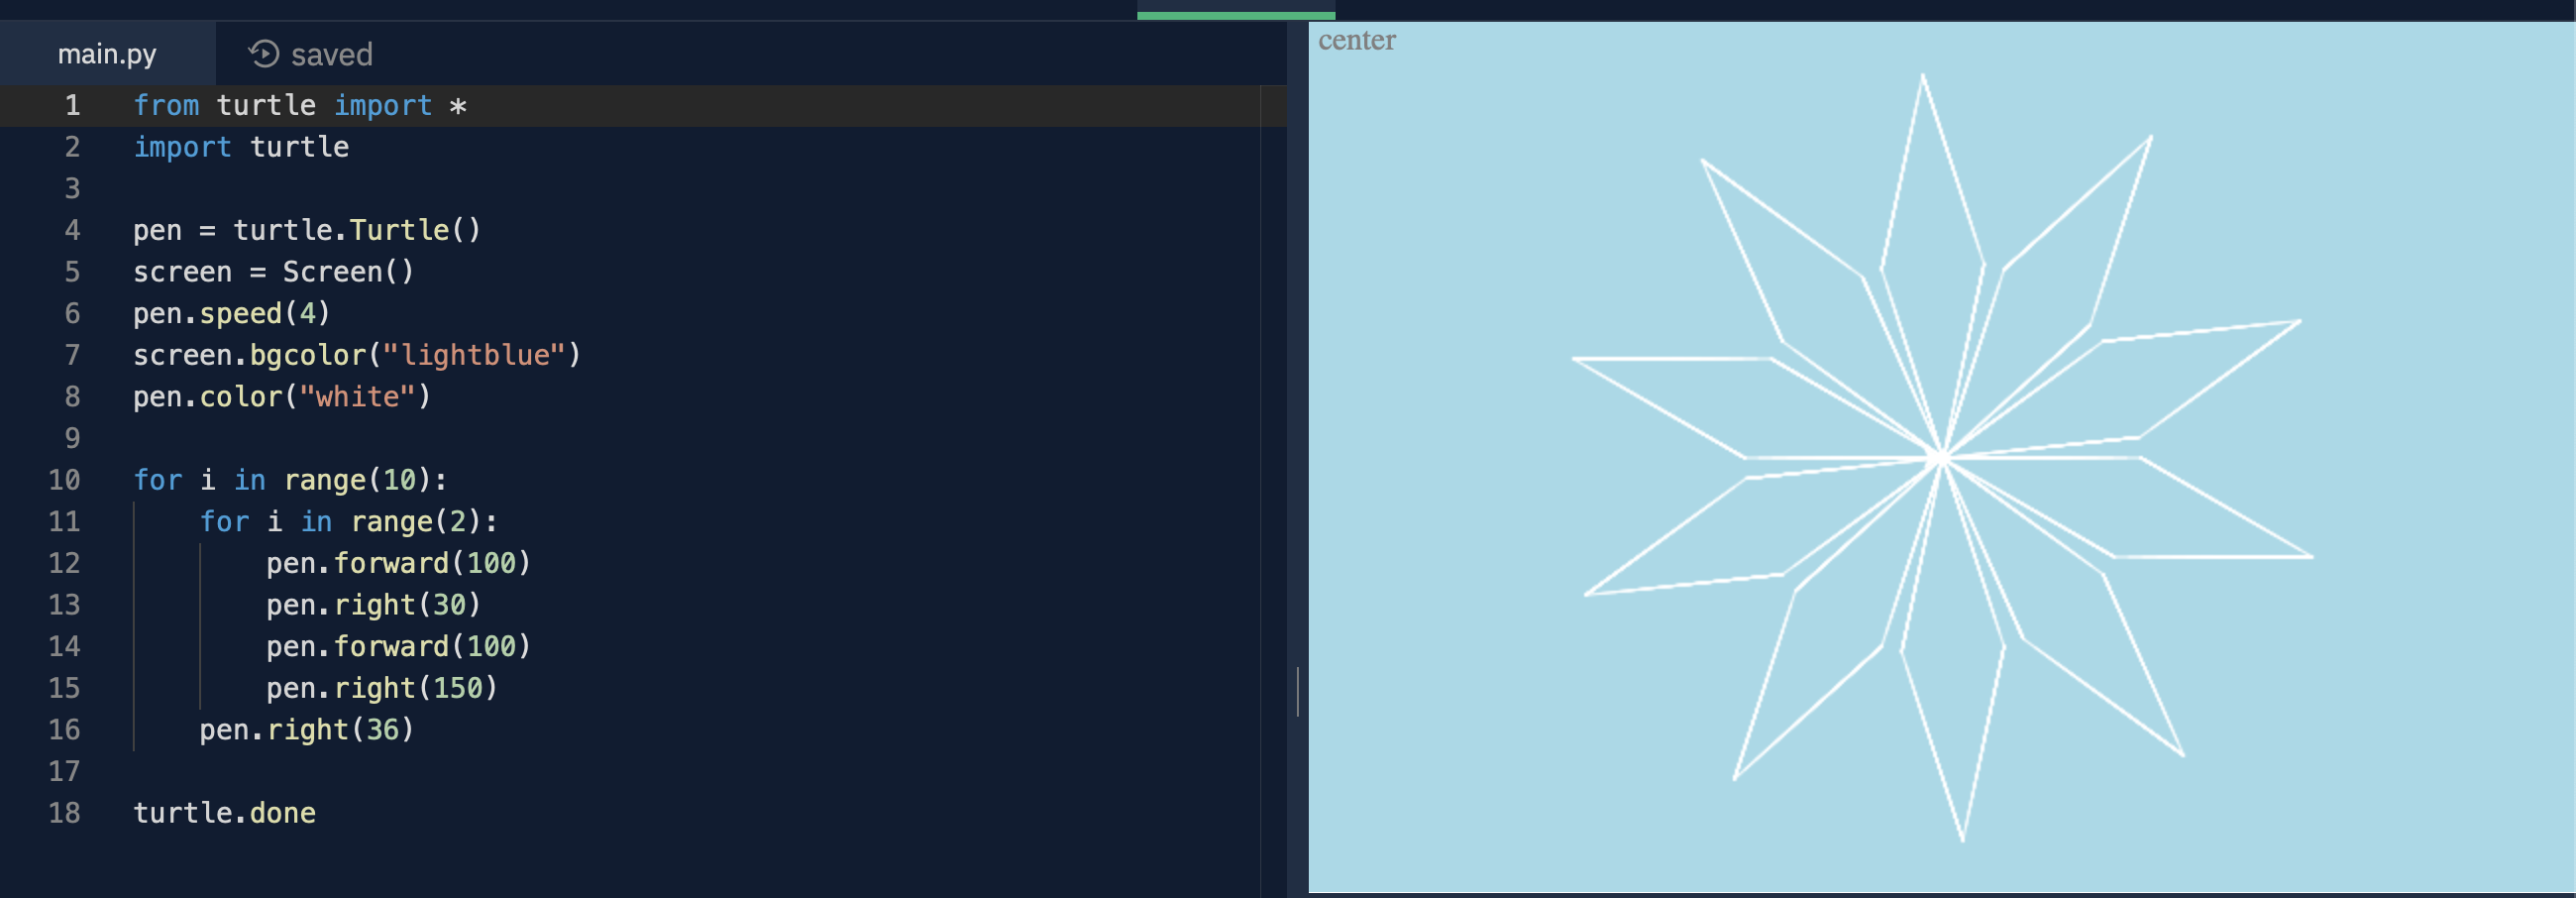 main.py saved
1 from turtle import *
2 import turtle
3
4 pen = turtle.Turtle()
5 screen = Screen()
6 pen.speed(4)
7 screen.bgcolor("lightblue")
8 pen.color("white")
9
10 for i in range(10):
11     for i in range(2):
12         pen.forward(100)
13         pen.right(30)
14         pen.forward(100)
15         pen.right(150)
16     pen.right(36)
17
18 turtle.done
center